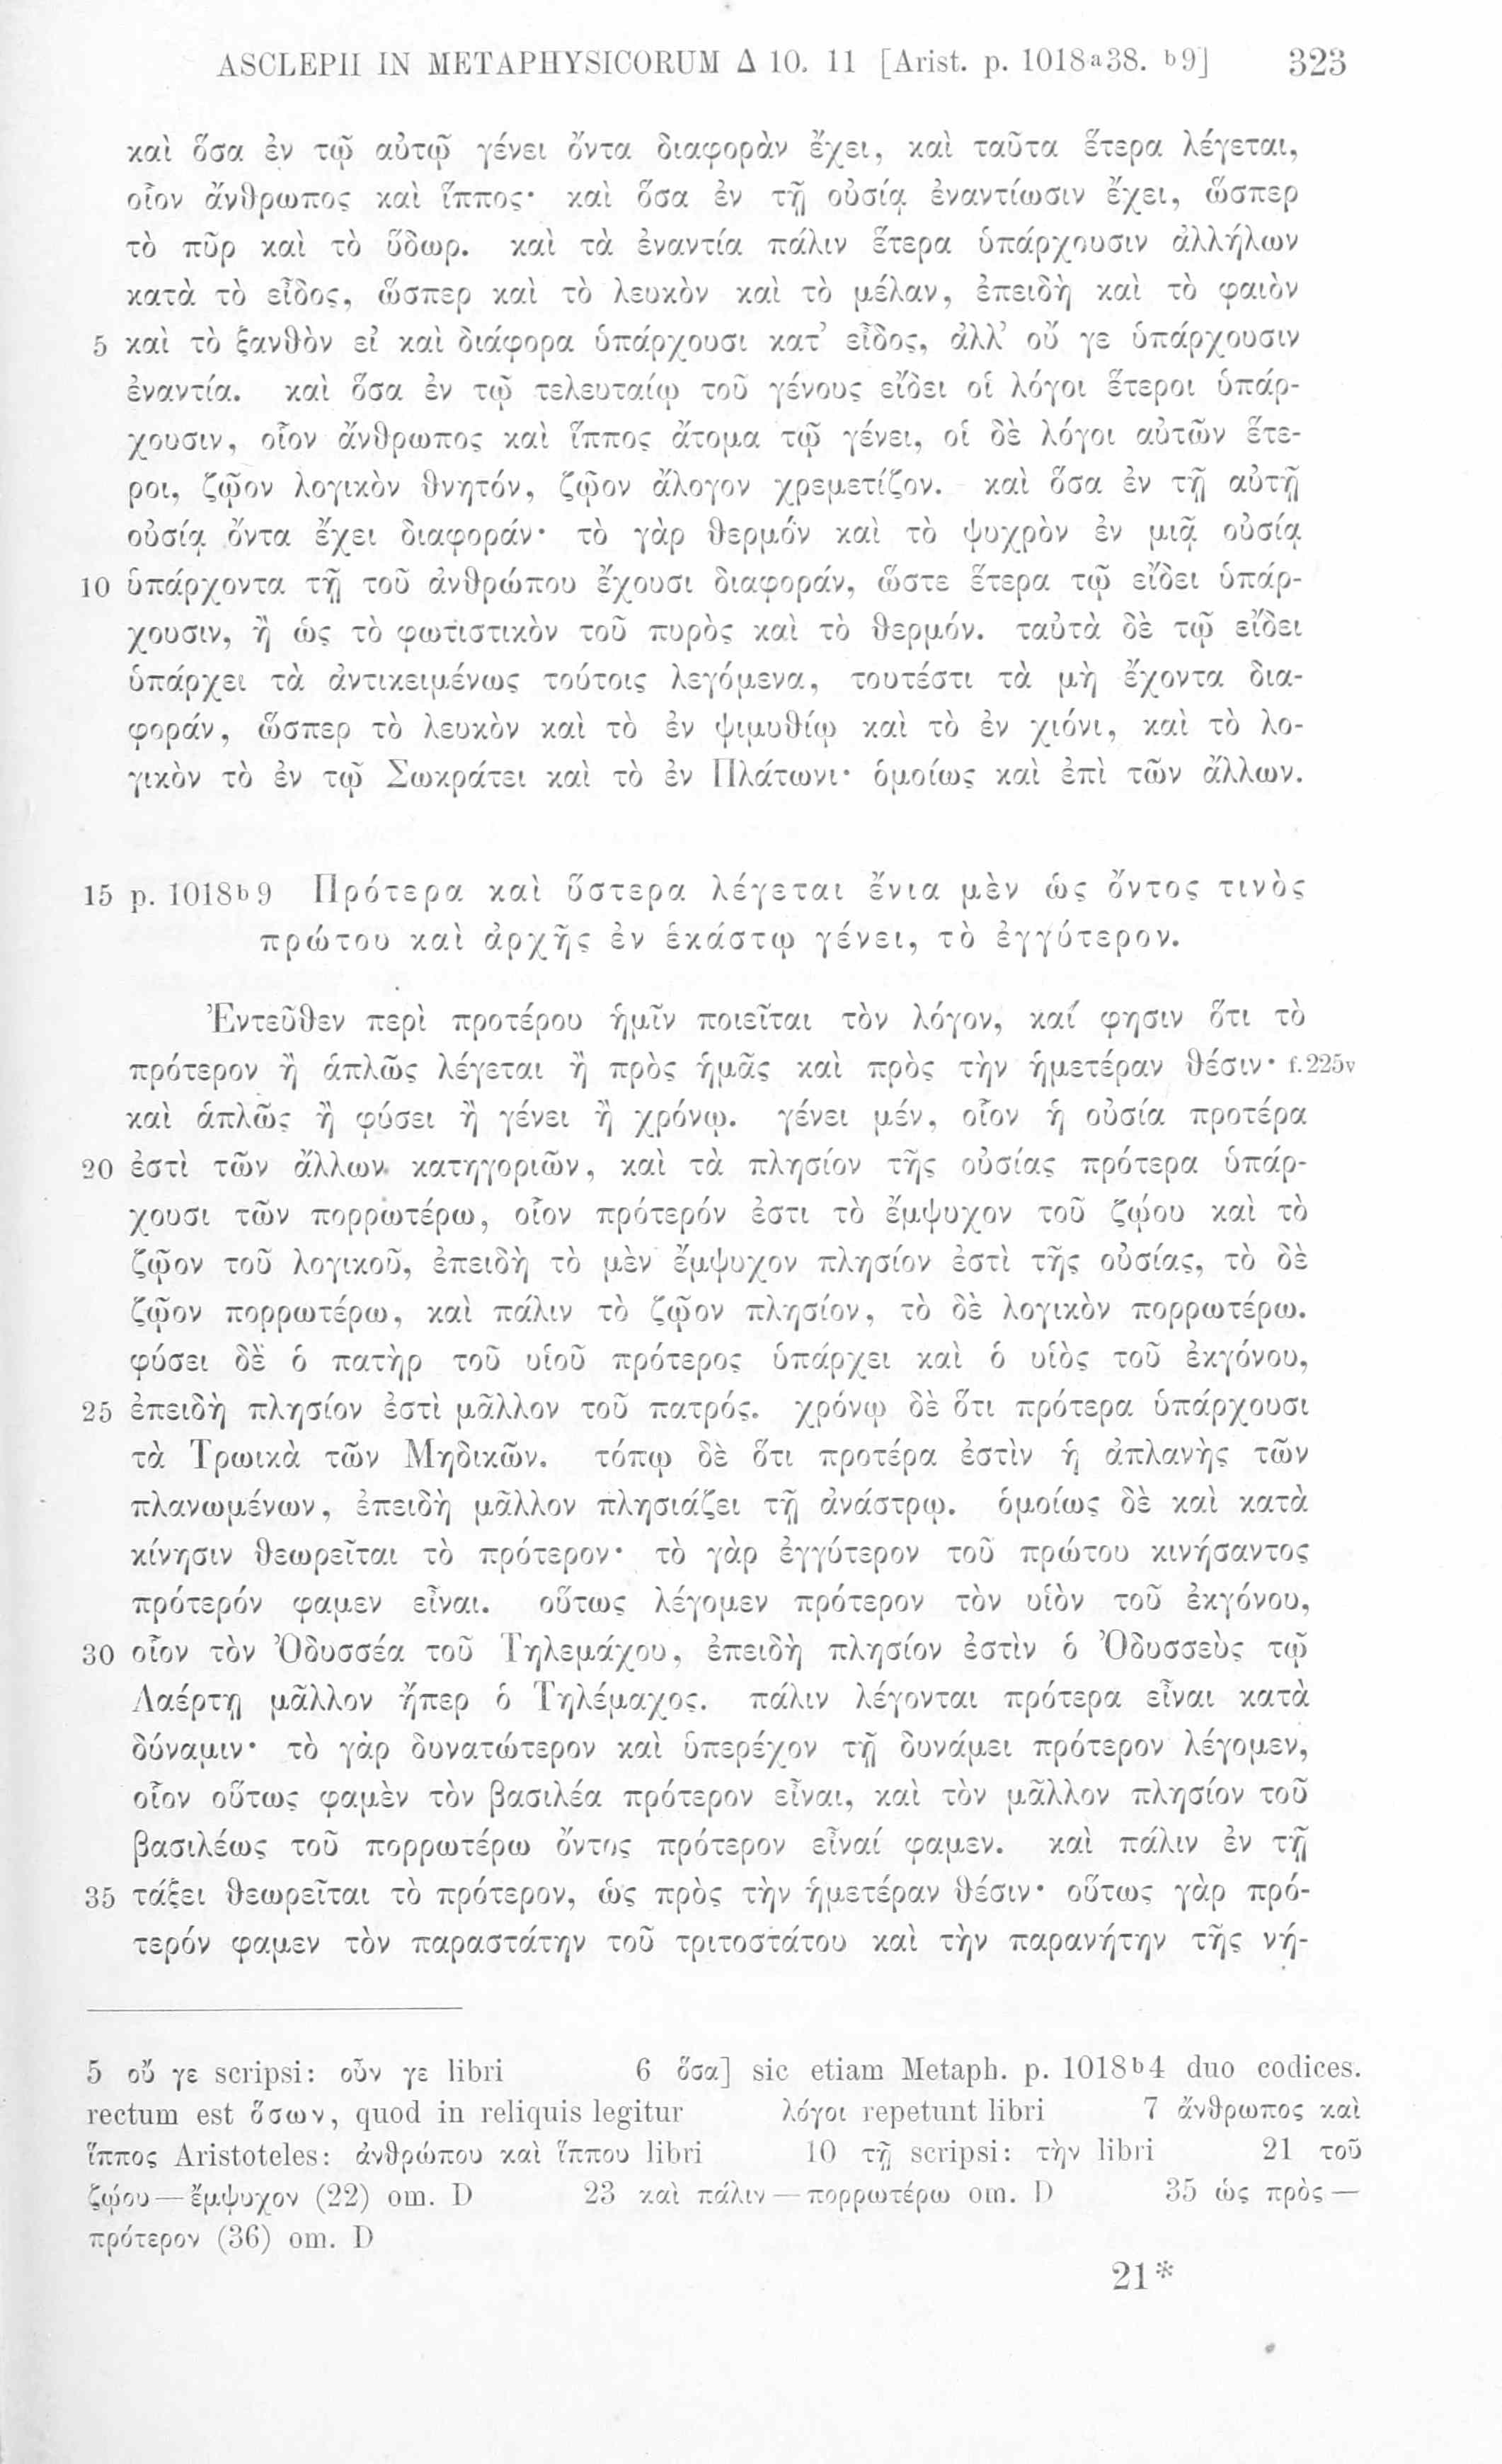 ASCLEPII IN METAPHYSICORUM Δ 10. 11 [Arist. p. 1018a38. b9] 323
καὶ ὅσα ἐν τῷ αὐτῷ γένει ὄντα διαφορὰν ἔχει, καὶ ταῦτα ἕτερα λέγεται,
οἷον ἄνθρωπος καὶ ἵππος· καὶ ὅσα ἐν τῇ οὐσίᾳ ἐναντίωσιν ἔχει, ὥσπερ
τὸ πῦρ καὶ τὸ ὕδωρ. καὶ τὰ ἐναντία πάλιν ἕτερα ὑπάρχουσιν ἀλλήλων
κατὰ τὸ εἶδος, ὥσπερ καὶ τὸ λευκὸν καὶ τὸ μέλαν, ἐπειδὴ καὶ τὸ φαιὸν
5 καὶ τὸ ξανθὸν εἰ καὶ διάφορα ὑπάρχουσι κατ’ εἶδος, ἀλλ’ οὔ γε ὑπάρχουσιν
ἐναντία. καὶ ὅσα ἐν τῷ τελευταίῳ τοῦ γένους εἴδει οἱ λόγοι ἕτεροι ὑπάρ-
χουσιν, οἷον ἄνθρωπος καὶ ἵππος ἄτομα τῷ γένει, οἱ δὲ λόγοι αὐτῶν ἕτε-
ροι, ζῷον λογικὸν θνητόν, ζῷον ἄλογον χρεμετίζον. καὶ ὅσα ἐν τῇ αὐτῇ
οὐσίᾳ ὄντα ἔχει διαφοράν· τὸ γὰρ θερμὸν καὶ τὸ ψυχρὸν ἐν μιᾷ οὐσίᾳ
10 ὑπάρχοντα τῇ τοῦ ἀνθρώπου ἔχουσι διαφοράν, ὥστε ἕτερα τῷ εἴδει ὑπάρ-
χουσιν, ἢ ὡς τὸ φωτιστικὸν τοῦ πυρὸς καὶ τὸ θερμόν. ταὐτὰ δὲ τῷ εἴδει
ὑπάρχει τὰ ἀντικειμένως τούτοις λεγόμενα, τουτέστι τὰ μὴ ἔχοντα δια-
φοράν, ὥσπερ τὸ λευκὸν καὶ τὸ ἐν ψιμυθίῳ καὶ τὸ ἐν χιόνι, καὶ τὸ λο-
γικὸν τὸ ἐν τῷ Σωκράτει καὶ τὸ ἐν Πλάτωνι· ὁμοίως καὶ ἐπὶ τῶν ἄλλων.
15 p. 1018b9 Πρότερα καὶ ὕστερα λέγεται ἔνια μὲν ὡς ὄντος τινὸς
πρώτου καὶ ἀρχῆς ἐν ἑκάστῳ γένει, τὸ ἐγγύτερον.
Ἐντεῦθεν περὶ προτέρου ἡμῖν ποιεῖται τὸν λόγον, καί φησιν ὅτι τὸ
πρότερον ἢ ἁπλῶς λέγεται ἢ πρὸς ἡμᾶς καὶ πρὸς τὴν ἡμετέραν θέσιν· f. 225v
καὶ ἁπλῶς ἢ φύσει ἢ γένει ἢ χρόνῳ. γένει μέν, οἷον ἡ οὐσία προτέρα
20 ἐστὶ τῶν ἄλλων κατηγοριῶν, καὶ τὰ πλησίον τῆς οὐσίας πρότερα ὑπάρ-
χουσι τῶν πορρωτέρω, οἷον πρότερόν ἐστι τὸ ἔμψυχον τοῦ ζῴου καὶ τὸ
ζῷον τοῦ λογικοῦ, ἐπειδὴ τὸ μὲν ἔμψυχον πλησίον ἐστὶ τῆς οὐσίας, τὸ δὲ
ζῷον πορρωτέρω, καὶ πάλιν τὸ ζῷον πλησίον, τὸ δὲ λογικὸν πορρωτέρω.
φύσει δὲ ὁ πατὴρ τοῦ υἱοῦ πρότερος ὑπάρχει καὶ ὁ υἱὸς τοῦ ἐκγόνου,
25 ἐπειδὴ πλησίον ἐστὶ μᾶλλον τοῦ πατρός. χρόνῳ δὲ ὅτι πρότερα ὑπάρχουσι
τὰ Τρωικὰ τῶν Μηδικῶν. τόπῳ δὲ ὅτι προτέρα ἐστὶν ἡ ἀπλανὴς τῶν
πλανωμένων, ἐπειδὴ μᾶλλον πλησιάζει τῇ ἀνάστρῳ. ὁμοίως δὲ καὶ κατὰ
κίνησιν θεωρεῖται τὸ πρότερον· τὸ γὰρ ἐγγύτερον τοῦ πρώτου κινήσαντος
πρότερόν φαμεν εἶναι. οὕτως λέγομεν πρότερον τὸν υἱὸν τοῦ ἐκγόνου,
30 οἷον τὸν Ὀδυσσέα τοῦ Τηλεμάχου, ἐπειδὴ πλησίον ἐστὶν ὁ Ὀδυσσεὺς τῷ
Λαέρτῃ μᾶλλον ἤπερ ὁ Τηλέμαχος. πάλιν λέγονται πρότερα εἶναι κατὰ
δύναμιν· τὸ γὰρ δυνατώτερον καὶ ὑπερέχον τῇ δυνάμει πρότερον λέγομεν,
οἷον οὕτως φαμὲν τὸν βασιλέα πρότερον εἶναι, καὶ τὸν μᾶλλον πλησίον τοῦ
βασιλέως τοῦ πορρωτέρω ὄντος πρότερον εἶναί φαμεν. καὶ πάλιν ἐν τῇ
35 τάξει θεωρεῖται τὸ πρότερον, ὡς πρὸς τὴν ἡμετέραν θέσιν· οὕτως γὰρ πρό-
τερόν φαμεν τὸν παραστάτην τοῦ τριτοστάτου καὶ τὴν παρανήτην τῆς νή-
5 οὔ γε scripsi: οὖν γε libri 6 ὅσα] sic etiam Metaph. p. 1018b4 duo codices.
rectum est ὅσων, quod in reliquis legitur λόγοι repetunt libri 7 ἄνθρωπος καὶ
ἵππος Aristoteles: ἀνθρώπου καὶ ἵππου libri 10 τῇ scripsi: τὴν libri 21 τοῦ
ζῴου — ἔμψυχον (22) om. D 23 καὶ πάλιν — πορρωτέρω om. D 35 ὡς πρὸς —
πρότερον (36) om. D
21*